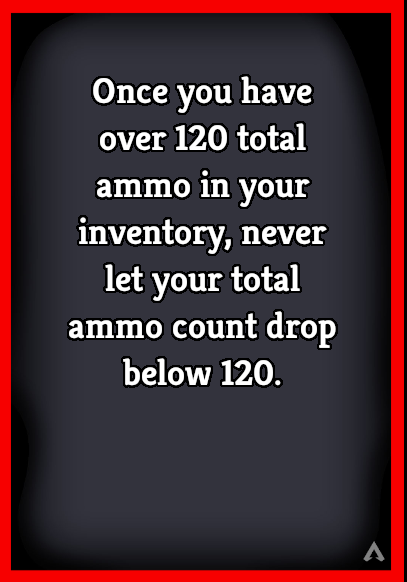 Once you have
over 120 total
ammo in your
inventory, never
let your total
ammo count drop
below 120.